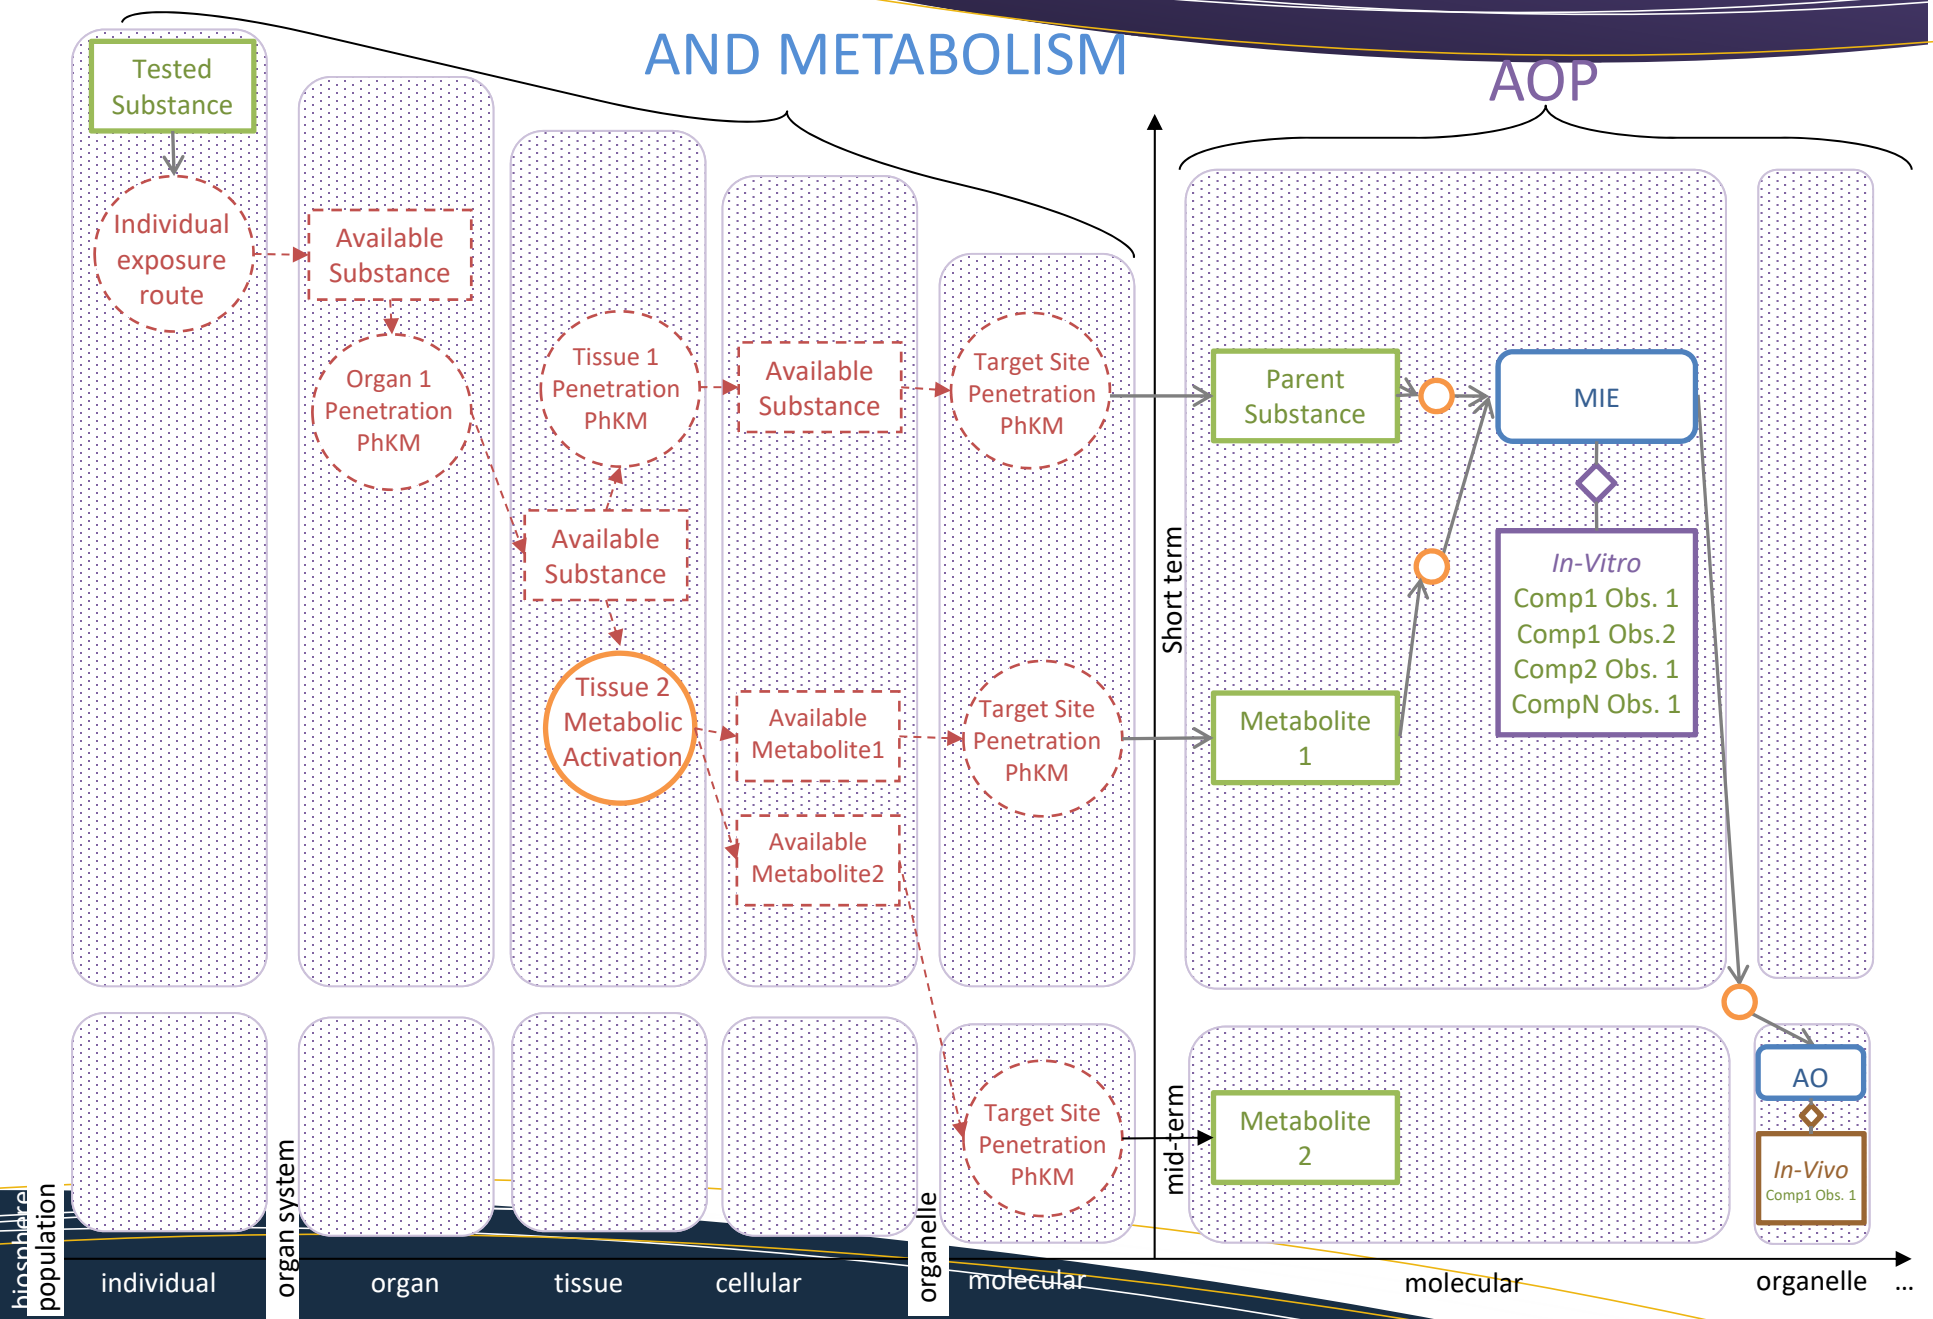 AND METABOLISM
AOP
Tested
Substance
Individual
exposure
route
Available
Substance
Organ 1
Penetration
PhKM
Tissue 1
Penetration
PhKM
Available
Substance
Tissue 2
Metabolic
Activation
Available
Substance
Available
Metabolite1
Available
Metabolite2
Target Site
Penetration
PhKM
Target Site
Penetration
PhKM
Target Site
Penetration
PhKM
Short term
mid-term
Parent
Substance
Metabolite
1
Metabolite
2
MIE
In-Vitro
Comp1 Obs. 1
Comp1 Obs.2
Comp2 Obs. 1
CompN Obs. 1
AO
In-Vivo
Comp1 Obs. 1
biosphere
population
individual
organ system
organ
tissue
cellular
organelle
molecular
molecular
organelle
...